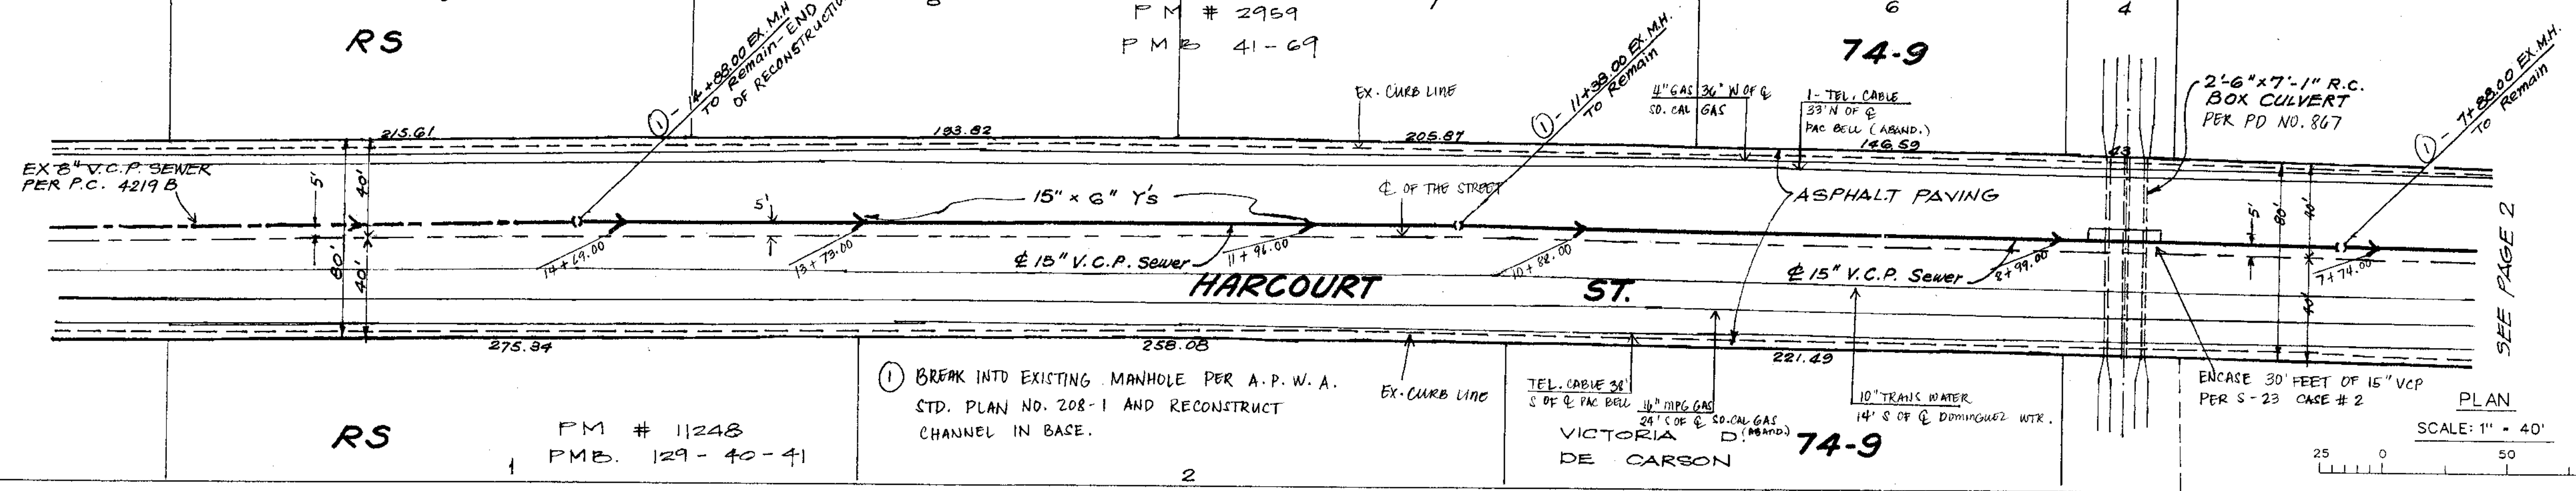 RS
① - 14+88.00 EX. M.H
TO Remain - END
OF RECONSTRUCTION
PM # 2959
PMB 41-69
① - 11+38.00 EX. M.H.
TO Remain
6
74-9
4
① - 7+88.00 EX. M.H.
TO Remain
2'-6" x 7'-1" R.C.
BOX CULVERT
PER PD NO. 867
EX. CURB LINE
4" GAS 36' N OF ℄
SO. CAL GAS
1- TEL. CABLE
33' N OF ℄
PAC BELL (ABAND.)
215.61
193.82
205.87
146.59
43
EX 8" V.C.P. SEWER
PER P.C. 4219 B
5'
40'
80'
40'
5'
15" x 6" Y's
℄ OF THE STREET
ASPHALT PAVING
5'
80'
40'
40'
14+69.00
13+73.00
℄ 15" V.C.P. Sewer
11+96.00
10+82.00
℄ 15" V.C.P. Sewer
8+99.00
7+74.00
HARCOURT ST.
SEE PAGE 2
275.34
258.08
221.49
① BREAK INTO EXISTING MANHOLE PER A.P.W.A.
STD. PLAN NO. 208-1 AND RECONSTRUCT
CHANNEL IN BASE.
EX. CURB LINE
TEL. CABLE 38'
S OF ℄ PAC BELL
16" MPG GAS
24' S OF ℄ SO.CAL GAS
(ABAND.)
10" TRANS WATER
14' S OF ℄ DOMINGUEZ WTR.
ENCASE 30' FEET OF 15" VCP
PER S-23 CASE #2
RS
1
PM # 11248
PMB. 129-40-41
2
VICTORIA D.
DE CARSON
74-9
PLAN
SCALE: 1" = 40'
25 0 50